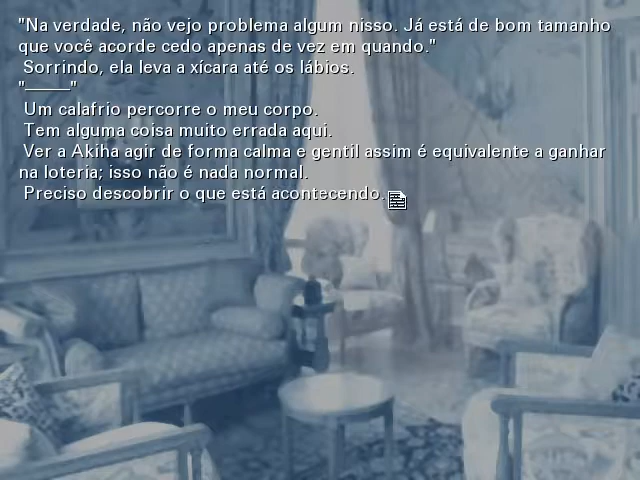 "Na verdade, não vejo problema algum nisso. Já está de bom tamanho
que você acorde cedo apenas de vez em quando."
Sorrindo, ela leva a xícara até os lábios.
"———"
Um calafrio percorre o meu corpo.
Tem alguma coisa muito errada aqui.
Ver a Akiha agir de forma calma e gentil assim é equivalente a ganhar
na loteria; isso não é nada normal.
Preciso descobrir o que está acontecendo.